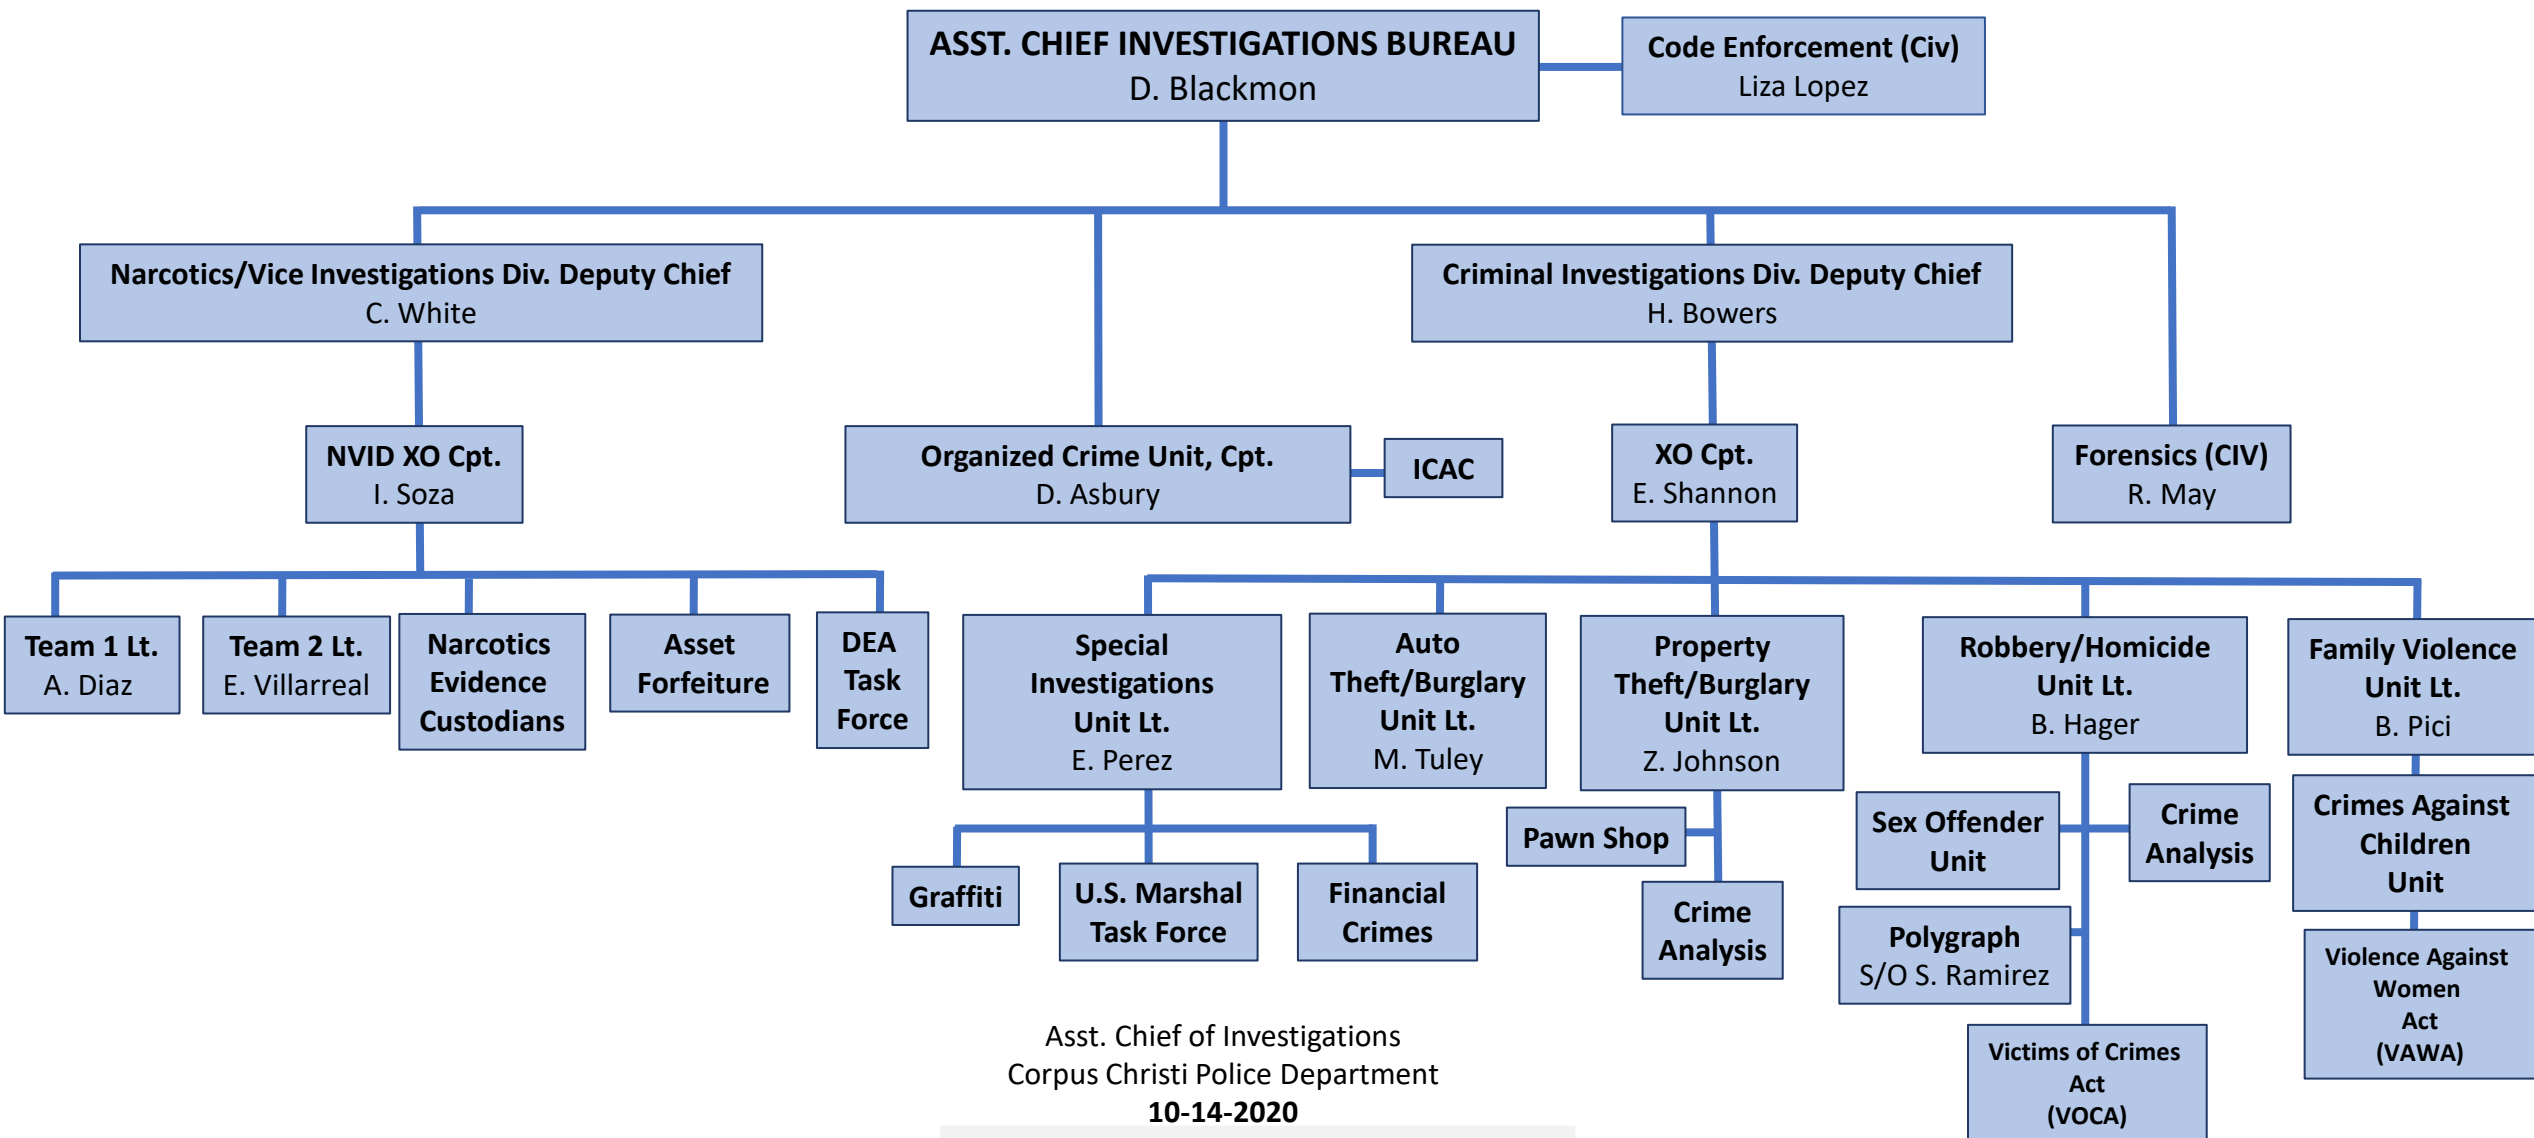 ASST. CHIEF INVESTIGATIONS BUREAU
D. Blackmon
Code Enforcement (Civ)
Liza Lopez
Narcotics/Vice Investigations Div. Deputy Chief
C. White
Criminal Investigations Div. Deputy Chief
H. Bowers
NVID XO Cpt.
I. Soza
Organized Crime Unit, Cpt.
D. Asbury
ICAC
XO Cpt.
E. Shannon
Forensics (CIV)
R. May
Team 1 Lt.
A. Diaz
Team 2 Lt.
E. Villarreal
Narcotics
Evidence
Custodians
Asset
Forfeiture
DEA
Task
Force
Special
Investigations
Unit Lt.
E. Perez
Auto
Theft/Burglary
Unit Lt.
M. Tuley
Property
Theft/Burglary
Unit Lt.
Z. Johnson
Robbery/Homicide
Unit Lt.
B. Hager
Family Violence
Unit Lt.
B. Pici
Graffiti
U.S. Marshal
Task Force
Financial
Crimes
Pawn Shop
Crime
Analysis
Sex Offender
Unit
Crime
Analysis
Polygraph
S/O S. Ramirez
Victims of Crimes
Act
(VOCA)
Crimes Against
Children
Unit
Violence Against
Women
Act
(VAWA)
Asst. Chief of Investigations
Corpus Christi Police Department
10-14-2020